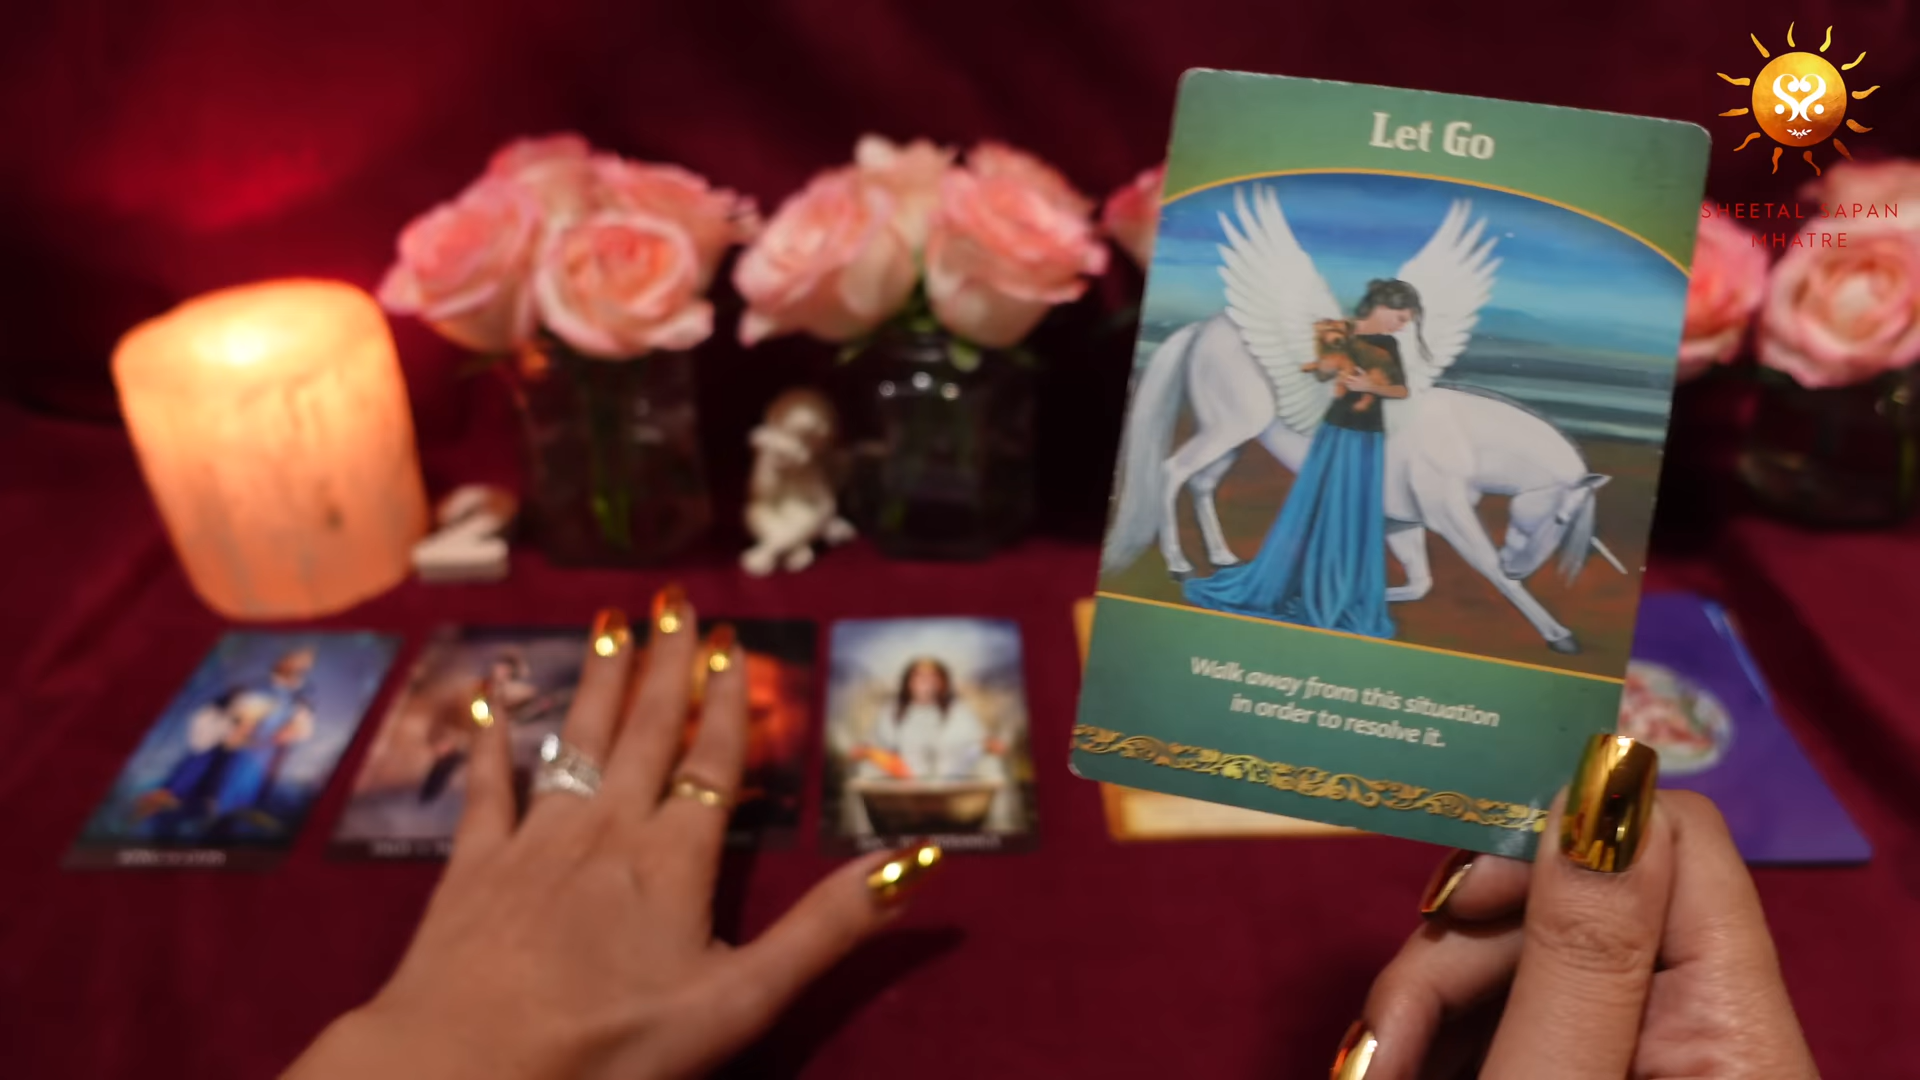 Let Go
Walk away from this situation
in order to resolve it.
SHEETAL SAPAN
MHATRE